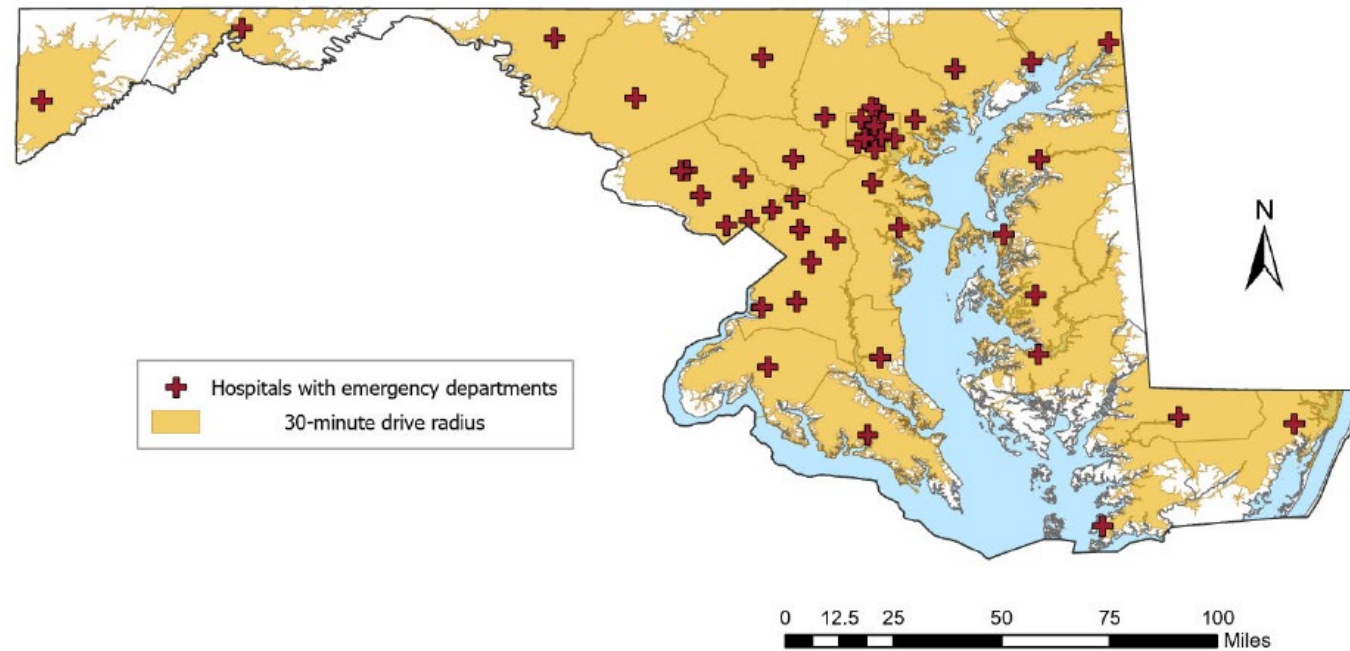 N
Hospitals with emergency departments
30-minute drive radius
0 12.5 25 50 75 100
Miles